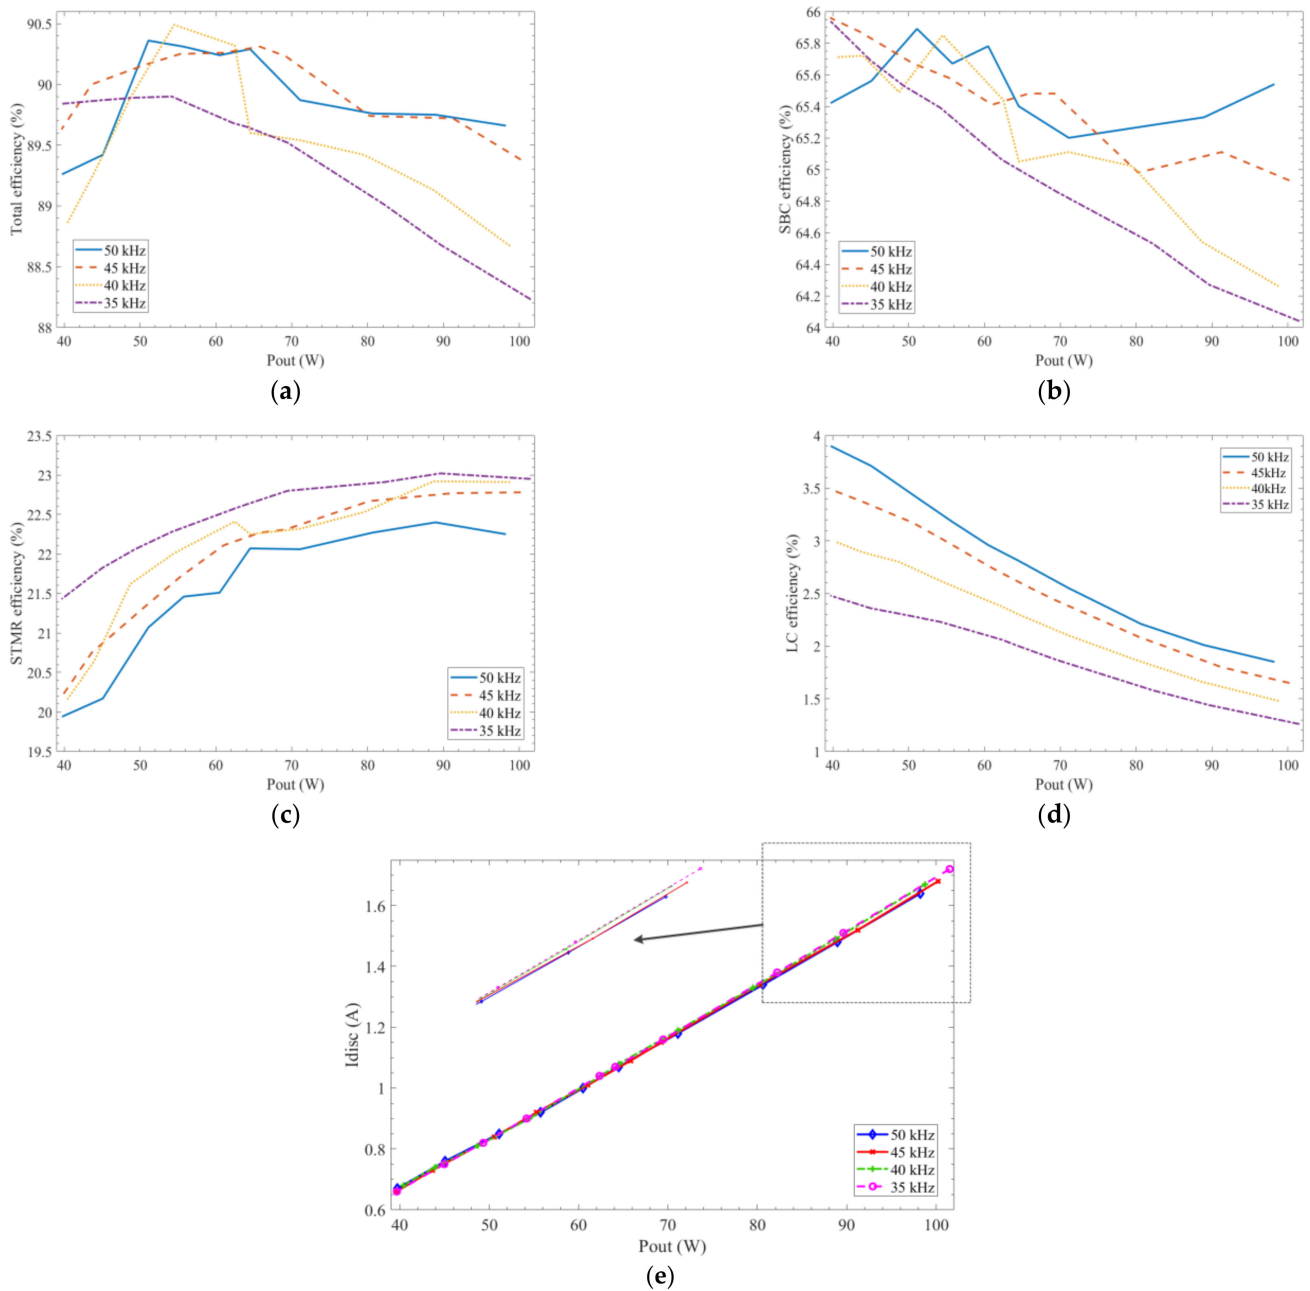 90.5
90
89.5
89
88.5
88
Total efficiency (%)
50 kHz
45 kHz
40 kHz
35 kHz
40 50 60 70 80 90 100
Pout (W)
(a)
66
65.8
65.6
65.4
65.2
65
64.8
64.6
64.4
64.2
64
SBC efficiency (%)
50 kHz
45 kHz
40 kHz
35 kHz
40 50 60 70 80 90 100
Pout (W)
(b)
23.5
23
22.5
22
21.5
21
20.5
20
19.5
STMR efficiency (%)
50 kHz
45 kHz
40 kHz
35 kHz
40 50 60 70 80 90 100
Pout (W)
(c)
4
3.5
3
2.5
2
1.5
1
LC efficiency (%)
50 kHz
45kHz
40kHz
35 kHz
40 50 60 70 80 90 100
Pout (W)
(d)
1.6
1.4
1.2
1
0.8
0.6
Idisc (A)
50 kHz
45 kHz
40 kHz
35 kHz
40 50 60 70 80 90 100
Pout (W)
(e)